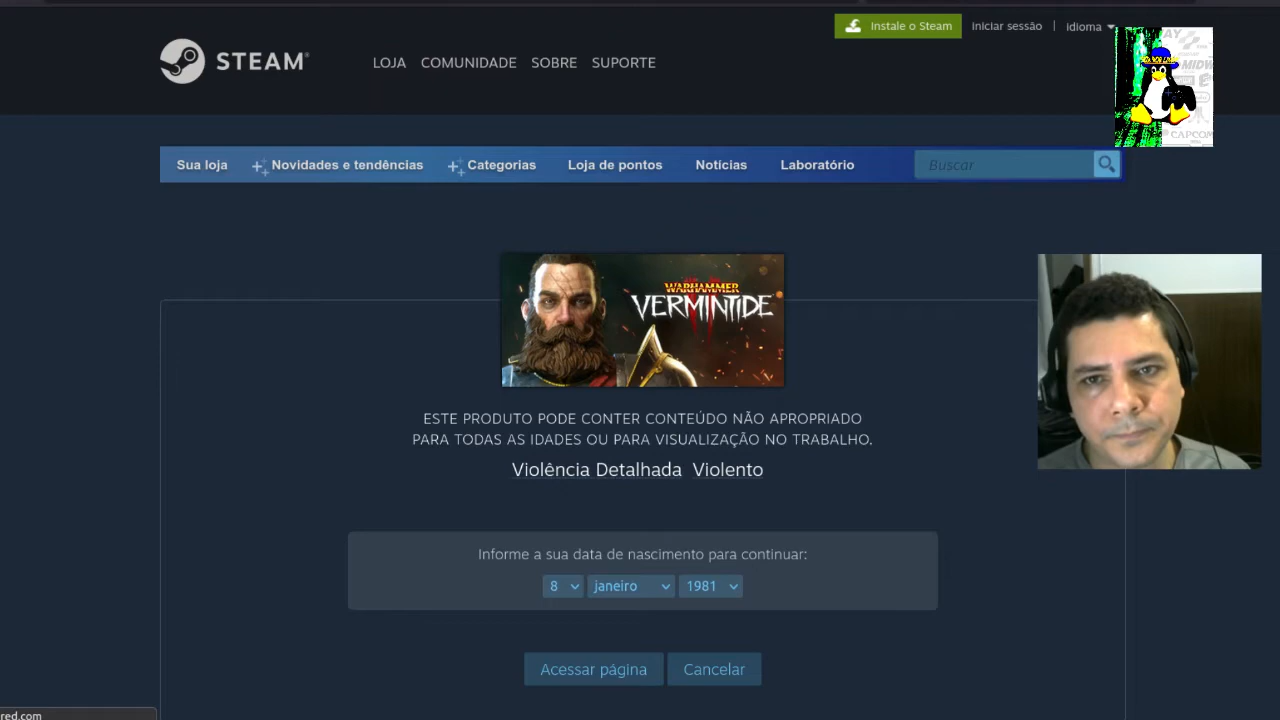 Instale o Steam
iniciar sessão | idioma
STEAM®
LOJA COMUNIDADE SOBRE SUPORTE
MIDW
CAPCOM
Sua loja Novidades e tendências Categorias Loja de pontos Notícias Laboratório Buscar
WARHAMMER
VERMINTIDE
II
ESTE PRODUTO PODE CONTER CONTEÚDO NÃO APROPRIADO
PARA TODAS AS IDADES OU PARA VISUALIZAÇÃO NO TRABALHO.
Violência Detalhada Violento
Informe a sua data de nascimento para continuar:
8 janeiro 1981
Acessar página Cancelar
red.com